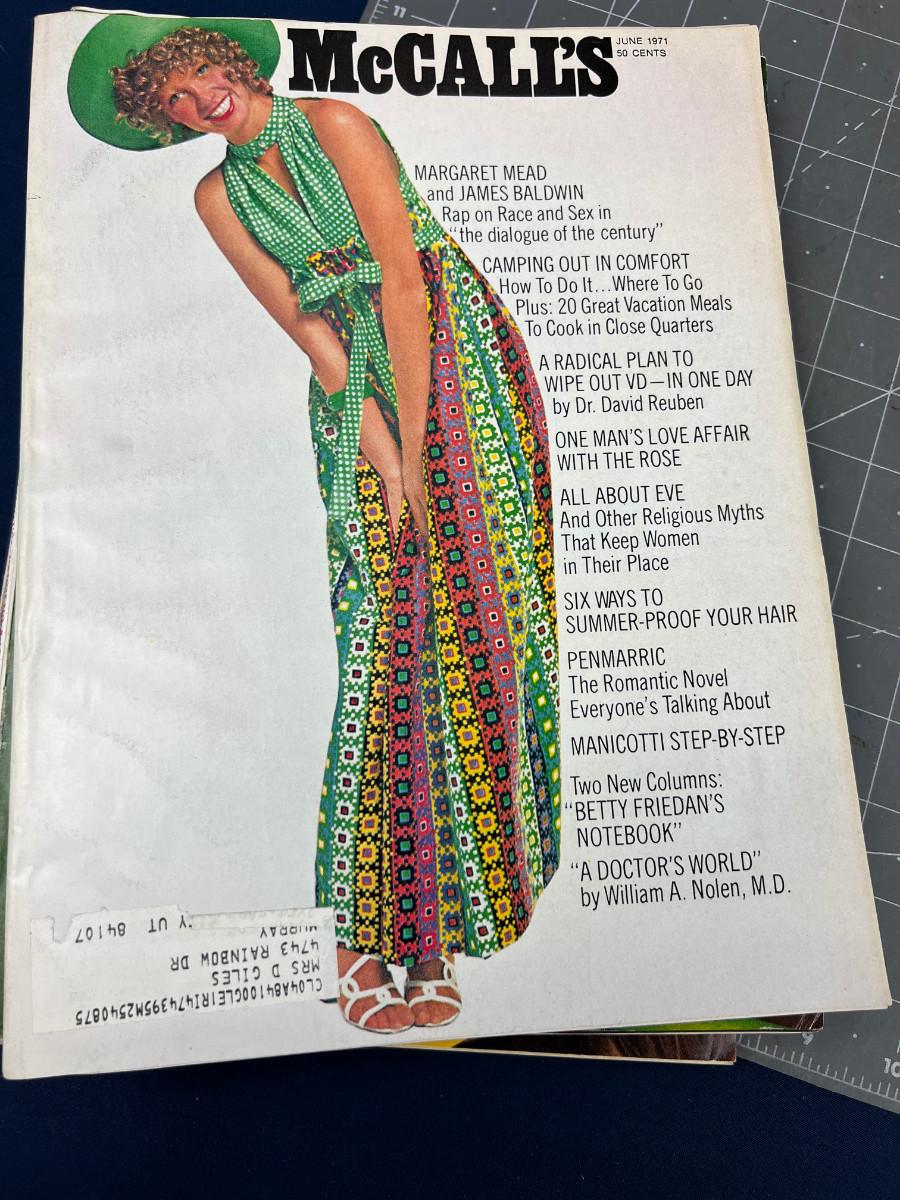 McCALL'S
JUNE 1971
50 CENTS
MARGARET MEAD
and JAMES BALDWIN
Rap on Race and Sex in
"the dialogue of the century"
CAMPING OUT IN COMFORT
How To Do It...Where To Go
Plus: 20 Great Vacation Meals
To Cook in Close Quarters
A RADICAL PLAN TO
WIPE OUT VD—IN ONE DAY
by Dr. David Reuben
ONE MAN'S LOVE AFFAIR
WITH THE ROSE
ALL ABOUT EVE
And Other Religious Myths
That Keep Women
in Their Place
SIX WAYS TO
SUMMER-PROOF YOUR HAIR
PENMARRIC
The Romantic Novel
Everyone's Talking About
MANICOTTI STEP-BY-STEP
Two New Columns:
"BETTY FRIEDAN'S
NOTEBOOK"
"A DOCTOR'S WORLD"
by William A. Nolen, M.D.
CL04A84100GLEIRI474395M2540875
MRS D GILES
4743 RAINBOW DR
MURRAY
Y UT 84107
11
9
10